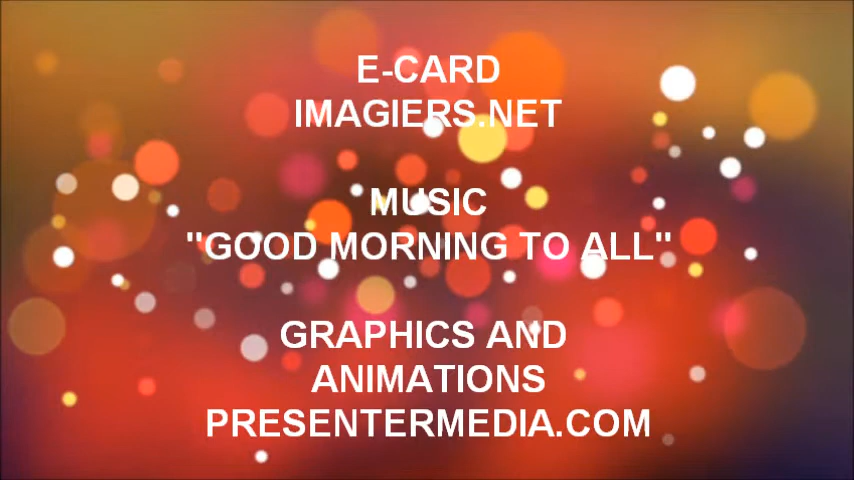 E-CARD
IMAGIERS.NET
MUSIC
"GOOD MORNING TO ALL"
GRAPHICS AND
ANIMATIONS
PRESENTERMEDIA.COM